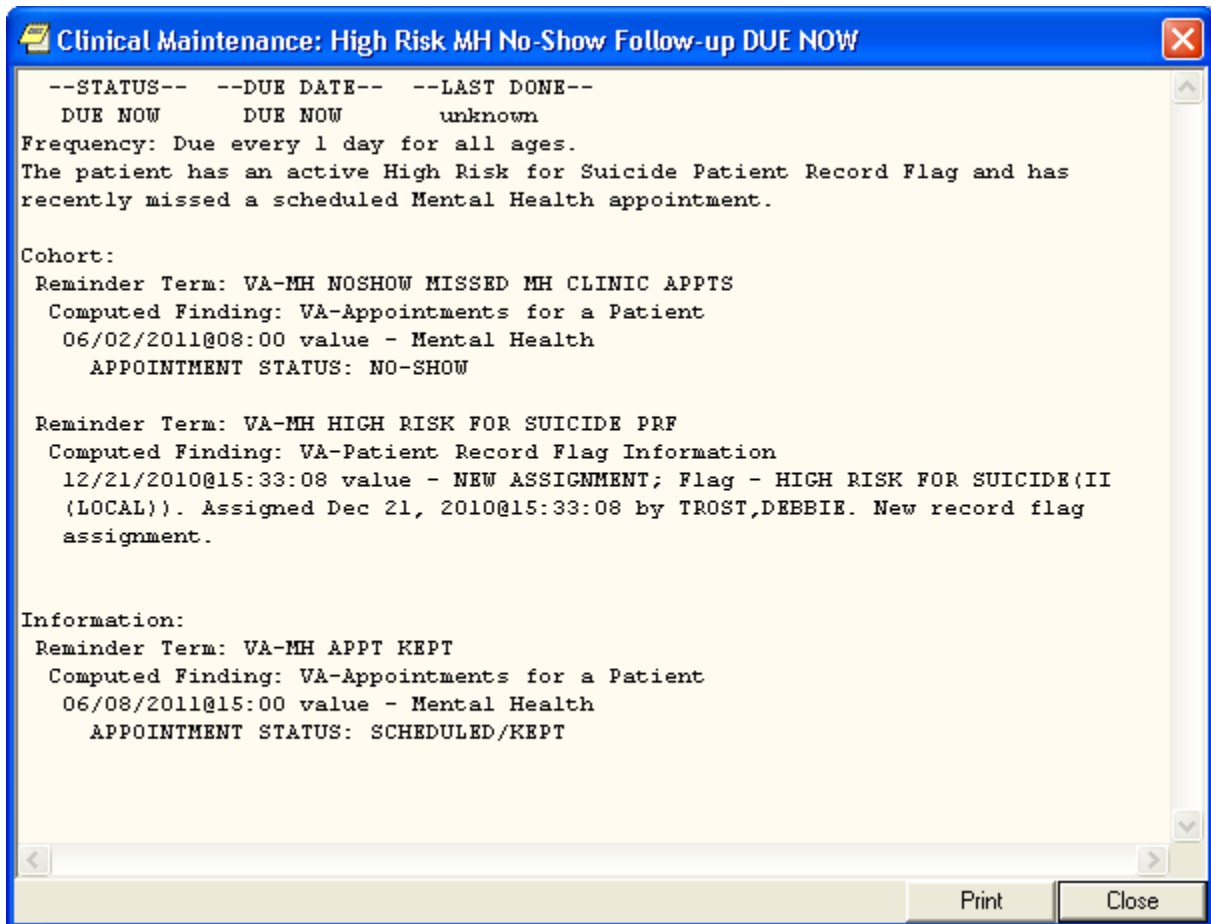 Clinical Maintenance: High Risk MH No-Show Follow-up DUE NOW
--STATUS-- --DUE DATE-- --LAST DONE--
DUE NOW DUE NOW unknown
Frequency: Due every 1 day for all ages.
The patient has an active High Risk for Suicide Patient Record Flag and has
recently missed a scheduled Mental Health appointment.
Cohort:
Reminder Term: VA-MH NOSHOW MISSED MH CLINIC APPTS
Computed Finding: VA-Appointments for a Patient
06/02/2011@08:00 value - Mental Health
APPOINTMENT STATUS: NO-SHOW
Reminder Term: VA-MH HIGH RISK FOR SUICIDE PRF
Computed Finding: VA-Patient Record Flag Information
12/21/2010@15:33:08 value - NEW ASSIGNMENT; Flag - HIGH RISK FOR SUICIDE(II
(LOCAL)). Assigned Dec 21, 2010@15:33:08 by TROST,DEBBIE. New record flag
assignment.
Information:
Reminder Term: VA-MH APPT KEPT
Computed Finding: VA-Appointments for a Patient
06/08/2011@15:00 value - Mental Health
APPOINTMENT STATUS: SCHEDULED/KEPT
Print Close